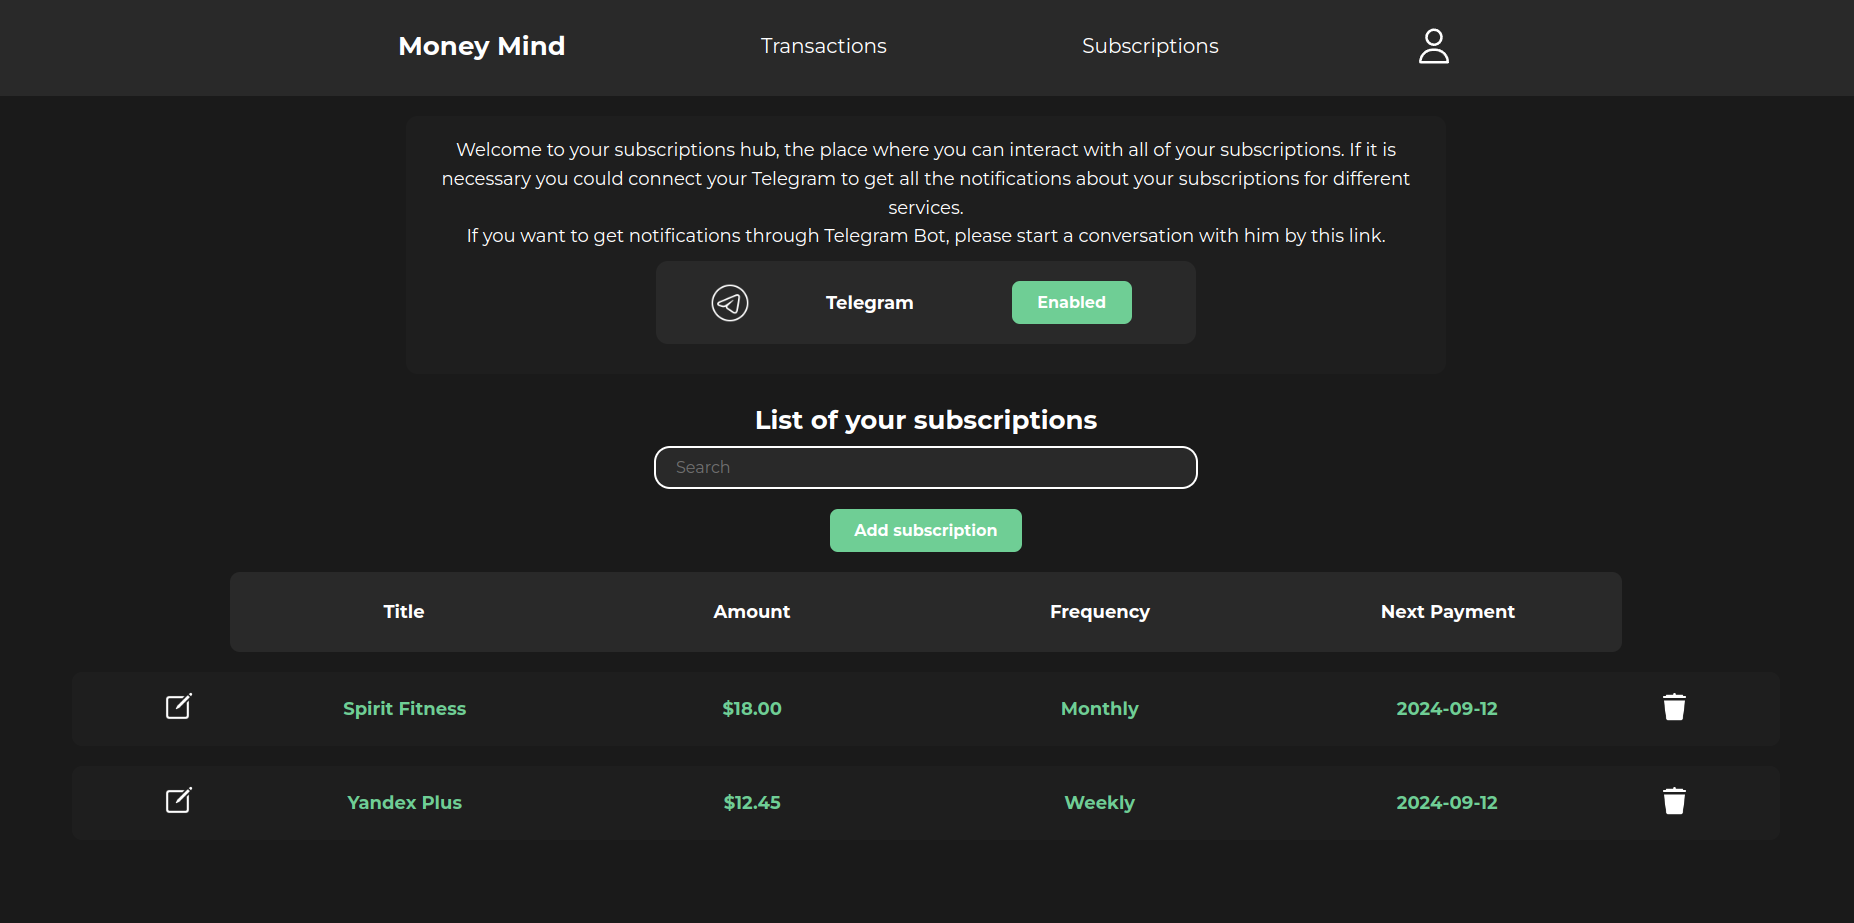 Money Mind
Transactions
Subscriptions
Welcome to your subscriptions hub, the place where you can interact with all of your subscriptions. If it is
necessary you could connect your Telegram to get all the notifications about your subscriptions for different
services.
If you want to get notifications through Telegram Bot, please start a conversation with him by this link.
Telegram
Enabled
List of your subscriptions
Search
Add subscription
Title Amount Frequency Next Payment
Spirit Fitness $18.00 Monthly 2024-09-12
Yandex Plus $12.45 Weekly 2024-09-12